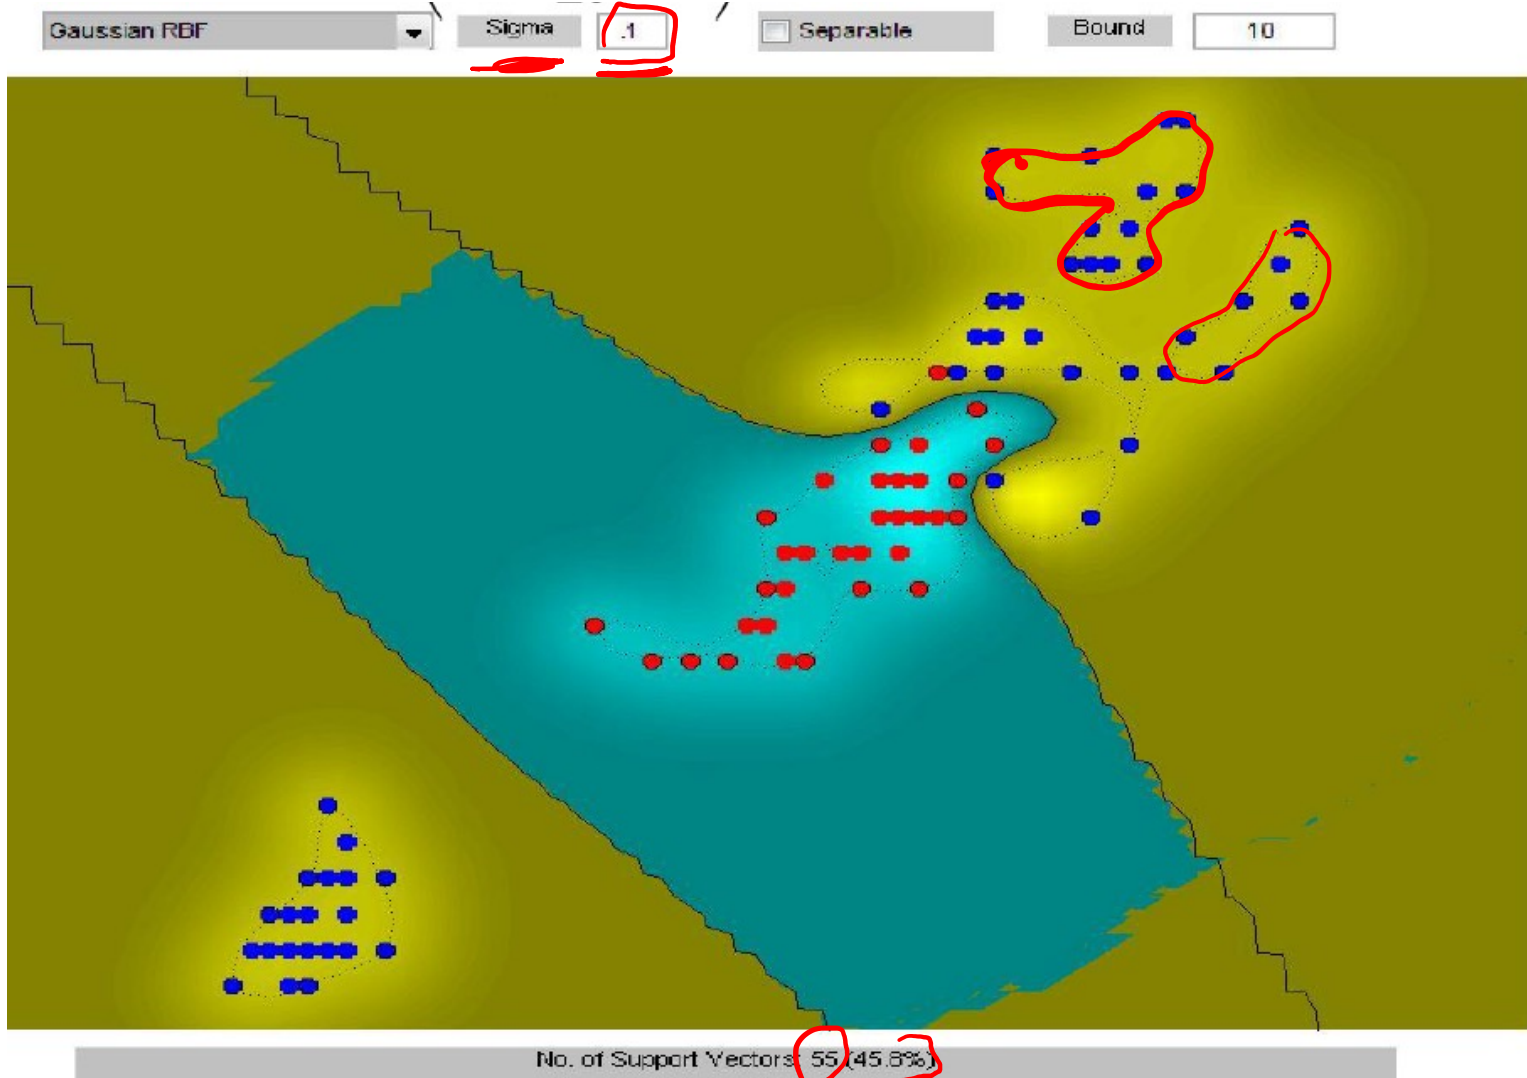 Gaussian RBF Sigma .1 Separable Bound 10
No. of Support Vectors: 55 (45.8%)